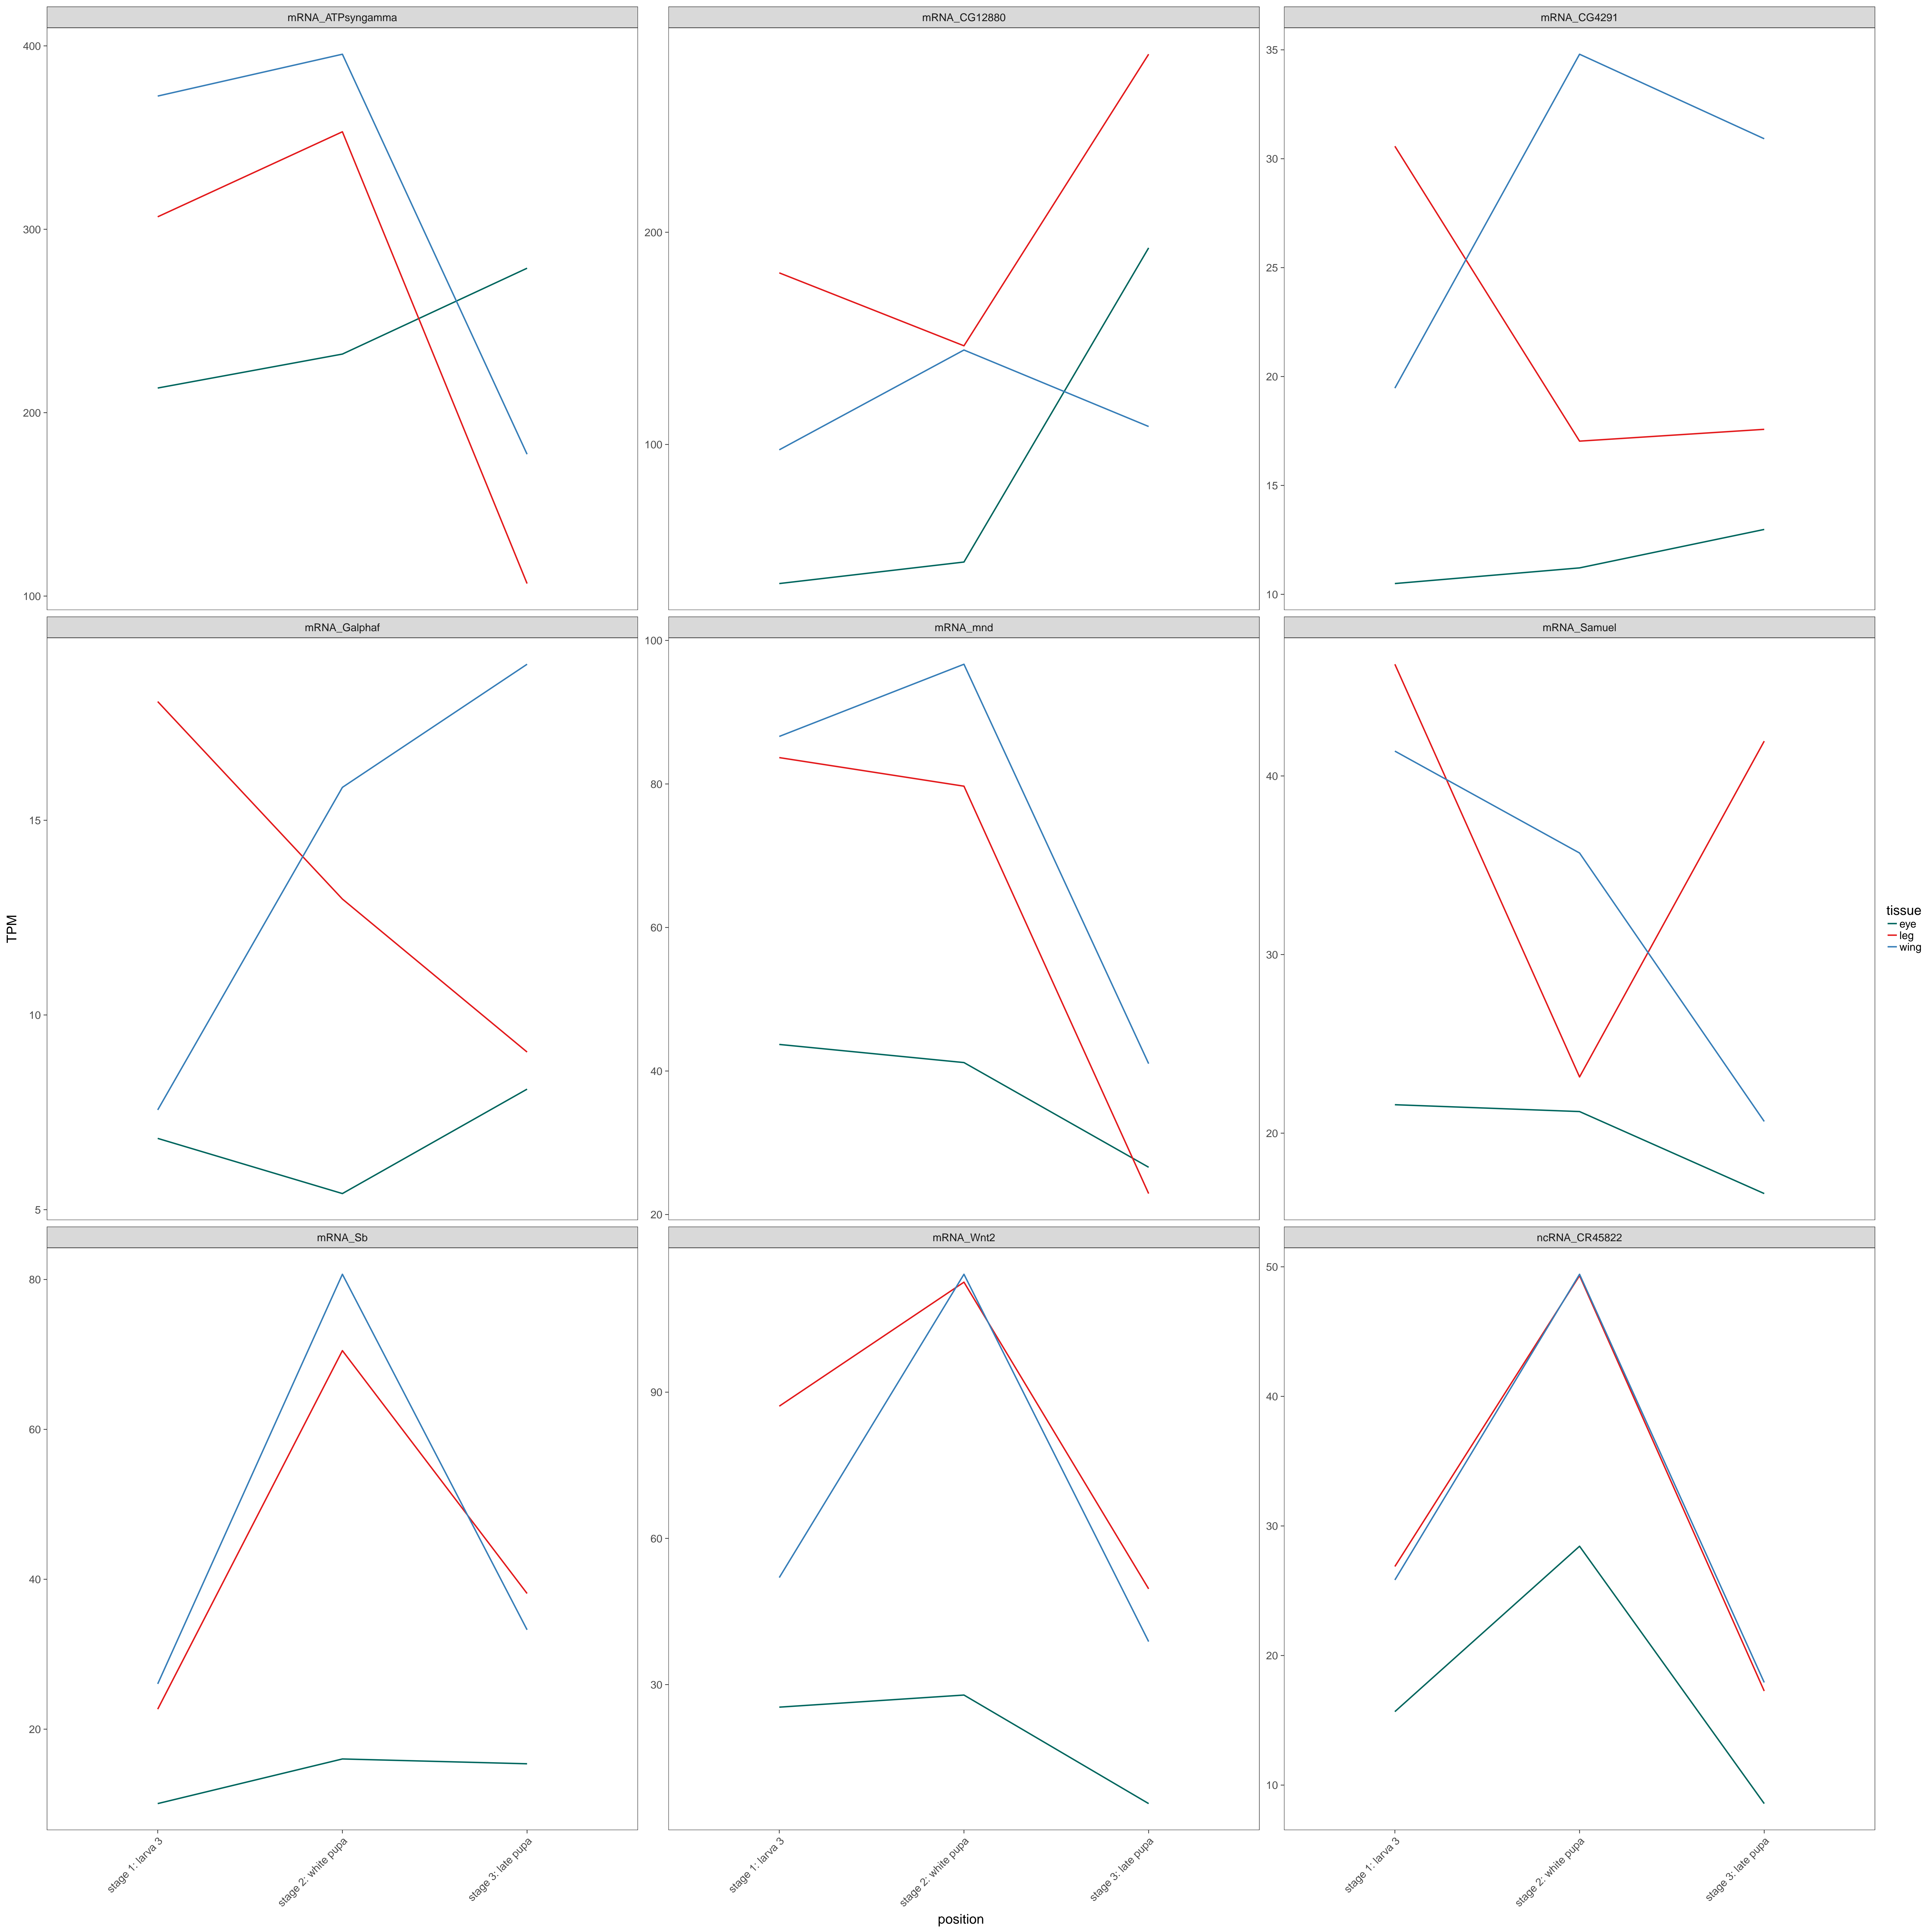 mRNA_ATPsyngamma
mRNA_CG12880
mRNA_CG4291
400
300
200
100
200
100
35
30
25
20
15
10
mRNA_Galphaf
mRNA_mnd
mRNA_Samuel
15
10
5
100
80
60
40
20
40
30
20
TPM
tissue
eye
leg
wing
mRNA_Sb
mRNA_Wnt2
ncRNA_CR45822
80
60
40
20
90
60
30
50
40
30
20
10
stage 1: larva 3
stage 2: white pupa
stage 3: late pupa
stage 1: larva 3
stage 2: white pupa
stage 3: late pupa
stage 1: larva 3
stage 2: white pupa
stage 3: late pupa
position